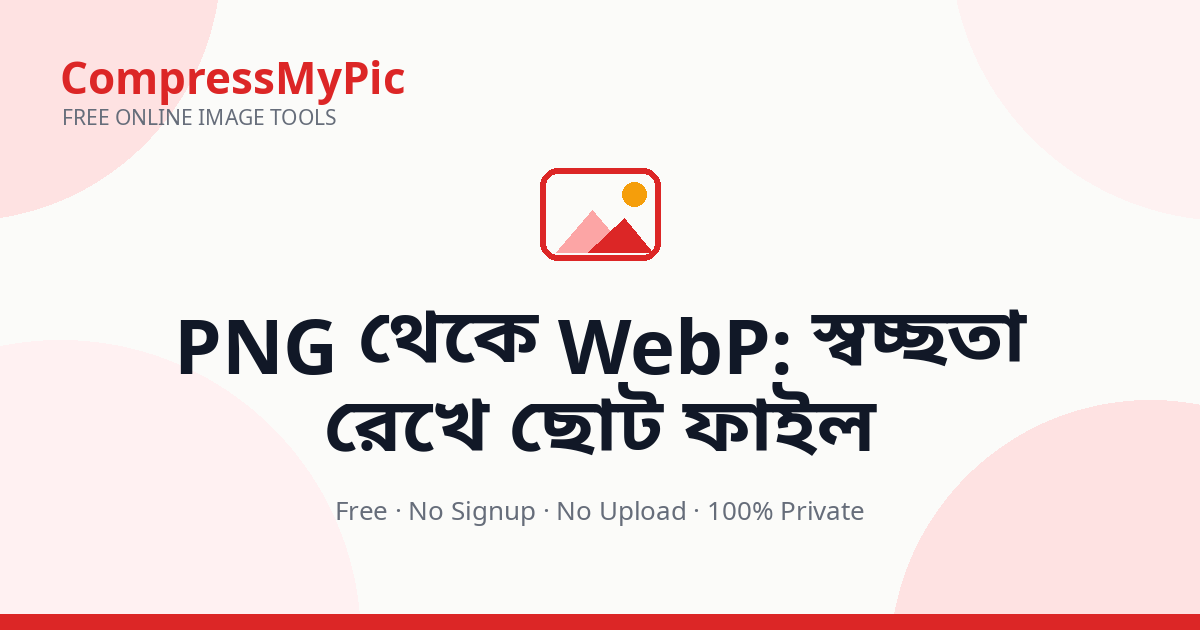 CompressMyPic
FREE ONLINE IMAGE TOOLS
PNG থেকে WebP: স্বচ্ছতা
রেখে ছোট ফাইল
Free · No Signup · No Upload · 100% Private